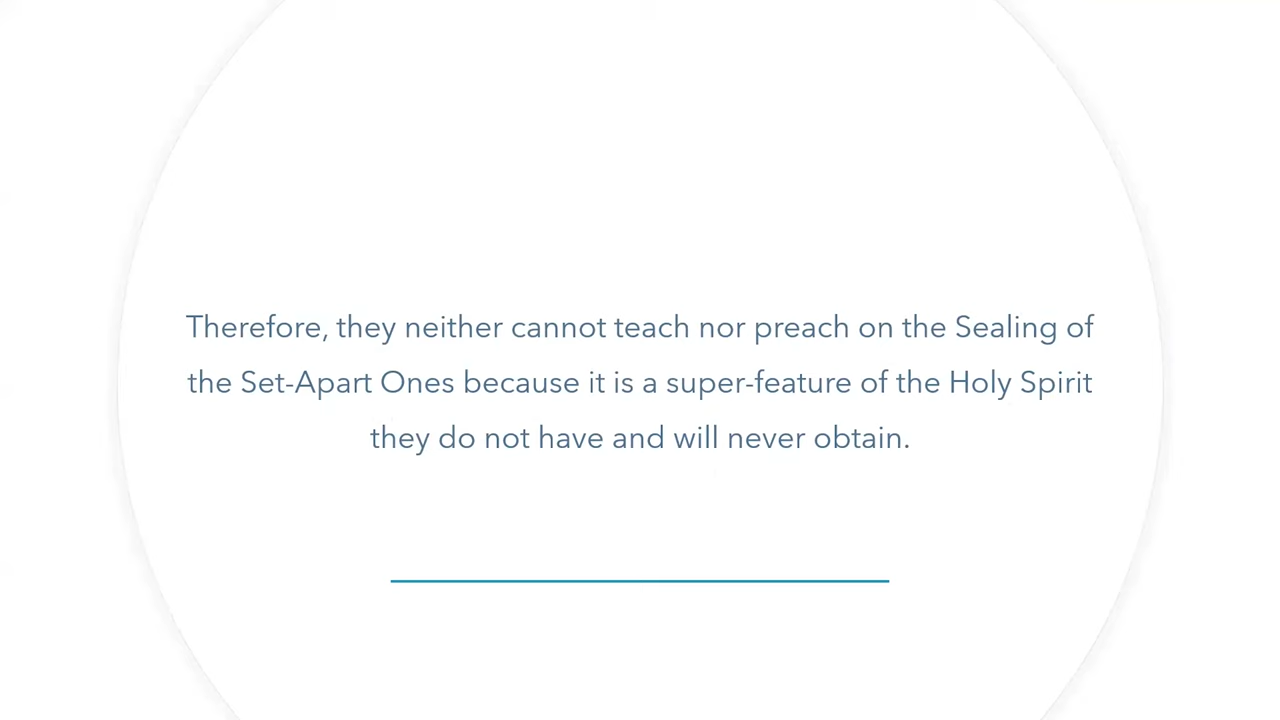 Therefore, they neither cannot teach nor preach on the Sealing of
the Set-Apart Ones because it is a super-feature of the Holy Spirit
they do not have and will never obtain.